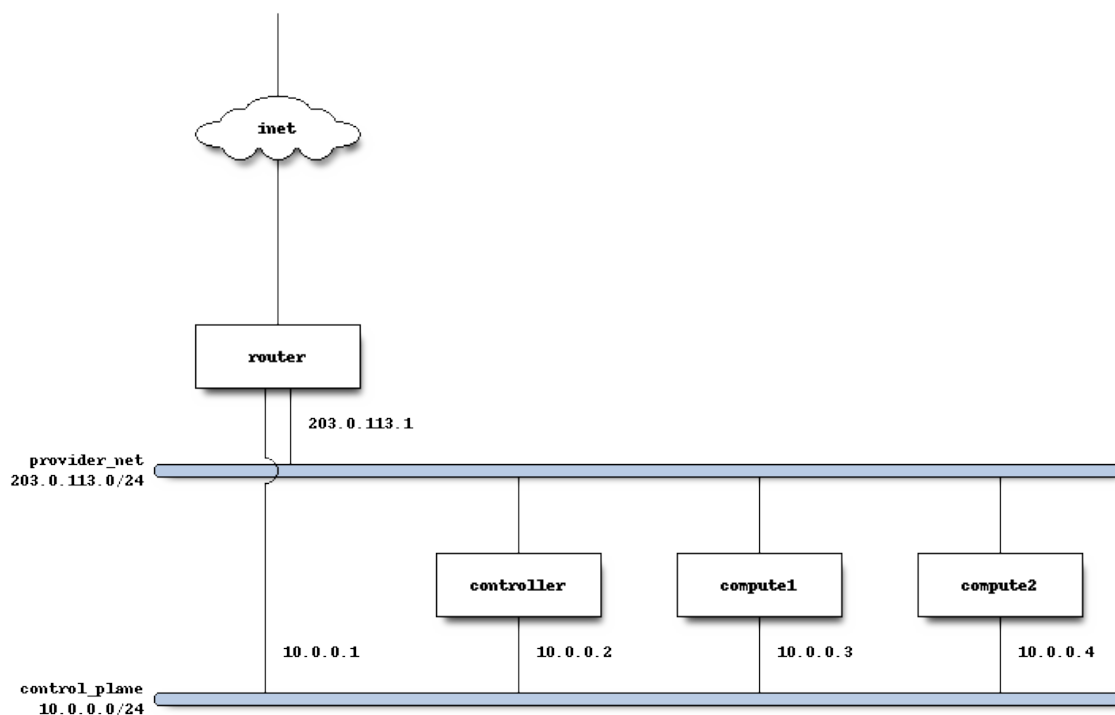 inet
router
203.0.113.1
provider_net
203.0.113.0/24
controller
compute1
compute2
10.0.0.1
10.0.0.2
10.0.0.3
10.0.0.4
control_plane
10.0.0.0/24